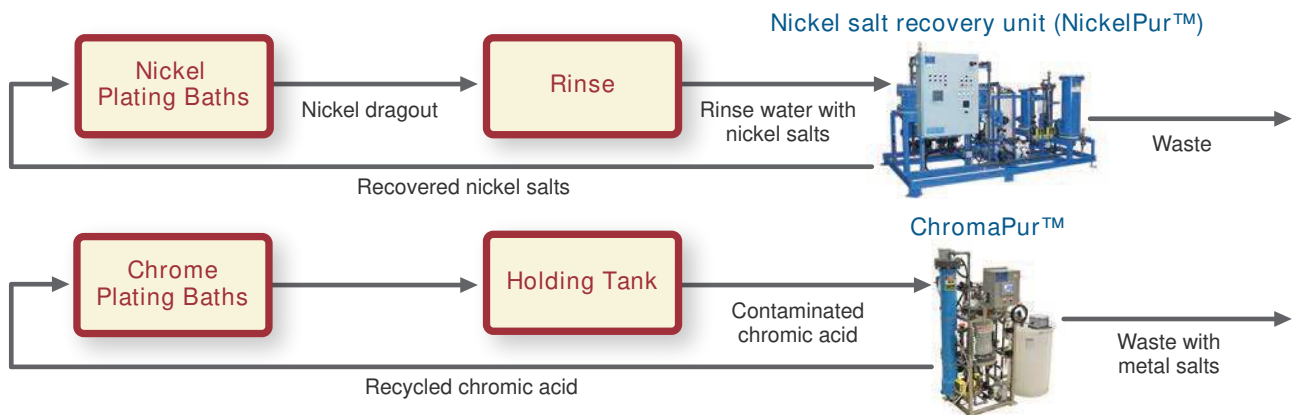 Nickel salt recovery unit (NickelPur™)
Nickel
Plating Baths
Nickel dragout
Rinse
Rinse water with
nickel salts
Waste
Recovered nickel salts
ChromaPur™
Chrome
Plating Baths
Holding Tank
Contaminated
chromic acid
Waste with
metal salts
Recycled chromic acid